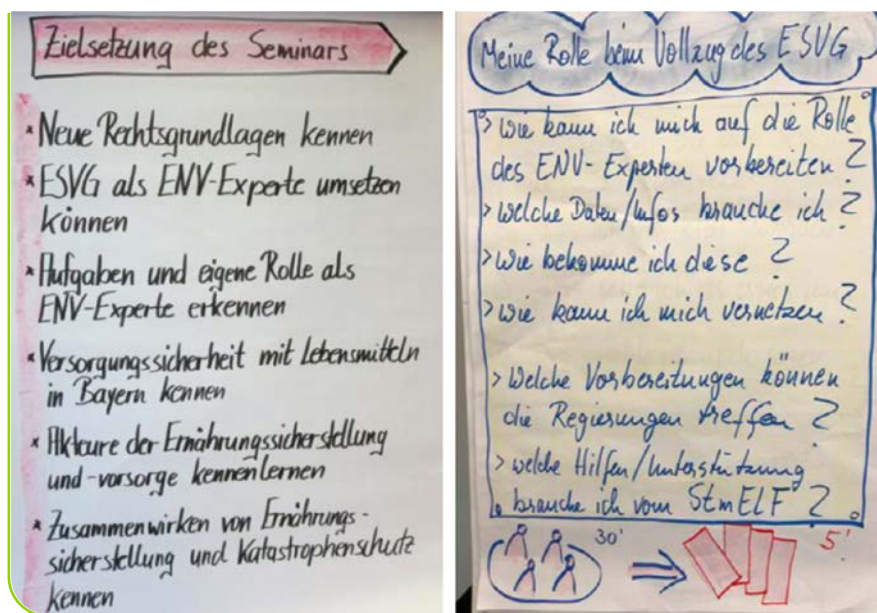 Zielsetzung des Seminars
* Neue Rechtsgrundlagen kennen
* ESVG als ENV-Experte umsetzen
können
* Aufgaben und eigene Rolle als
ENV-Experte erkennen
* Versorgungssicherheit mit Lebensmitteln
in Bayern kennen
* Akteure der Ernährungssicherstellung
und -vorsorge kennenlernen
* Zusammenwirken von Ernährungs-
sicherstellung und Katastrophenschutz
kennen
Meine Rolle beim Vollzug des ESVG
> wie kann ich mich auf die Rolle
des ENV-Experten vorbereiten?
> welche Daten/Infos brauche ich?
> wie bekomme ich diese?
> wie kann ich mich vernetzen?
> Welche Vorbereitungen können
die Regierungen treffen?
> welche Hilfen/Unterstützung
brauche ich vom StmELF?
30'
5'